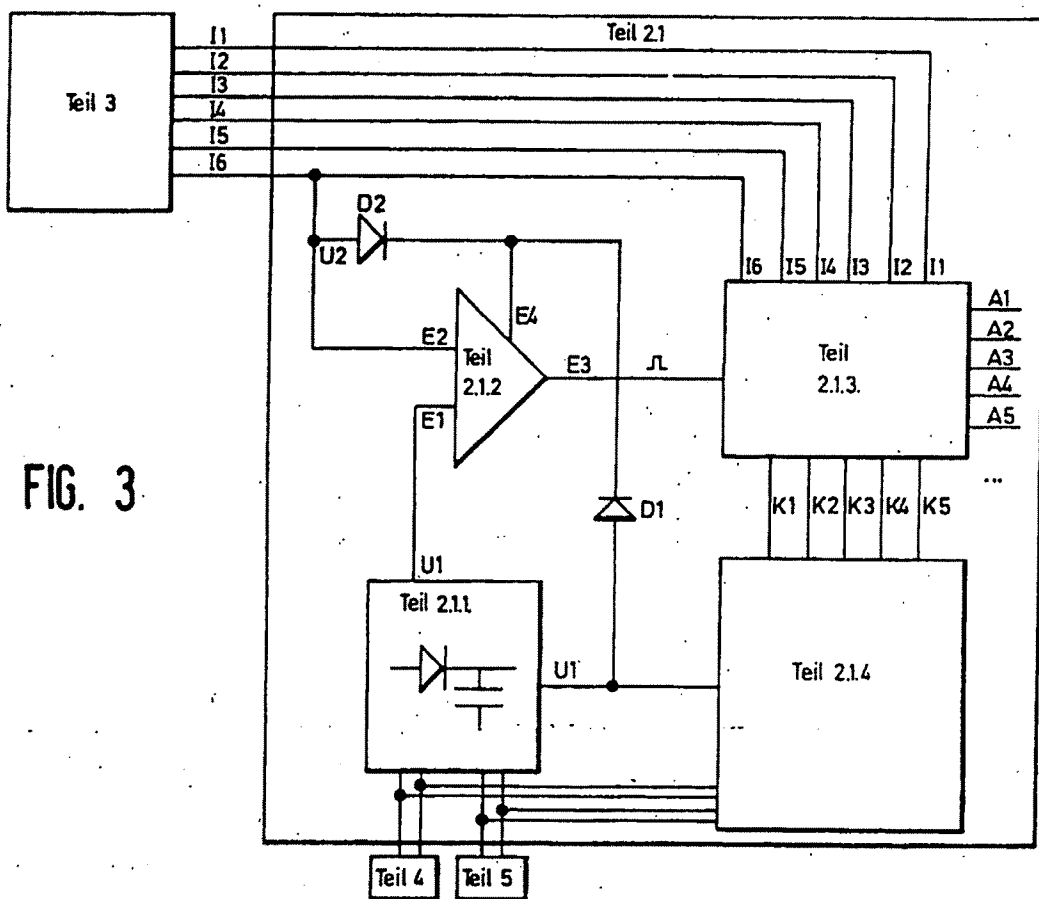 Teil 2.1
I1
I2
I3
I4
I5
I6
Teil 3
D2
U2
I6 I5 I4 I3 I2 I1
E4
E2
Teil
2.1.2
E3
E1
Teil
2.1.3.
A1
A2
A3
A4
A5
...
FIG. 3
D1
K1 K2 K3 K4 K5
U1
Teil 2.1.1.
U1
Teil 2.1.4
Teil 4
Teil 5